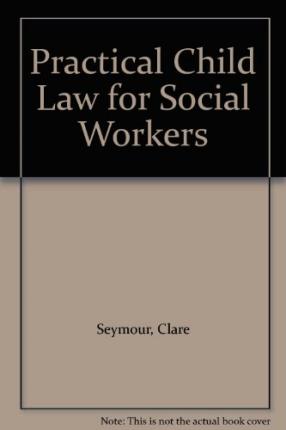 Practical Child
Law for Social
Workers
Seymour, Clare
Note: This is not the actual book cover